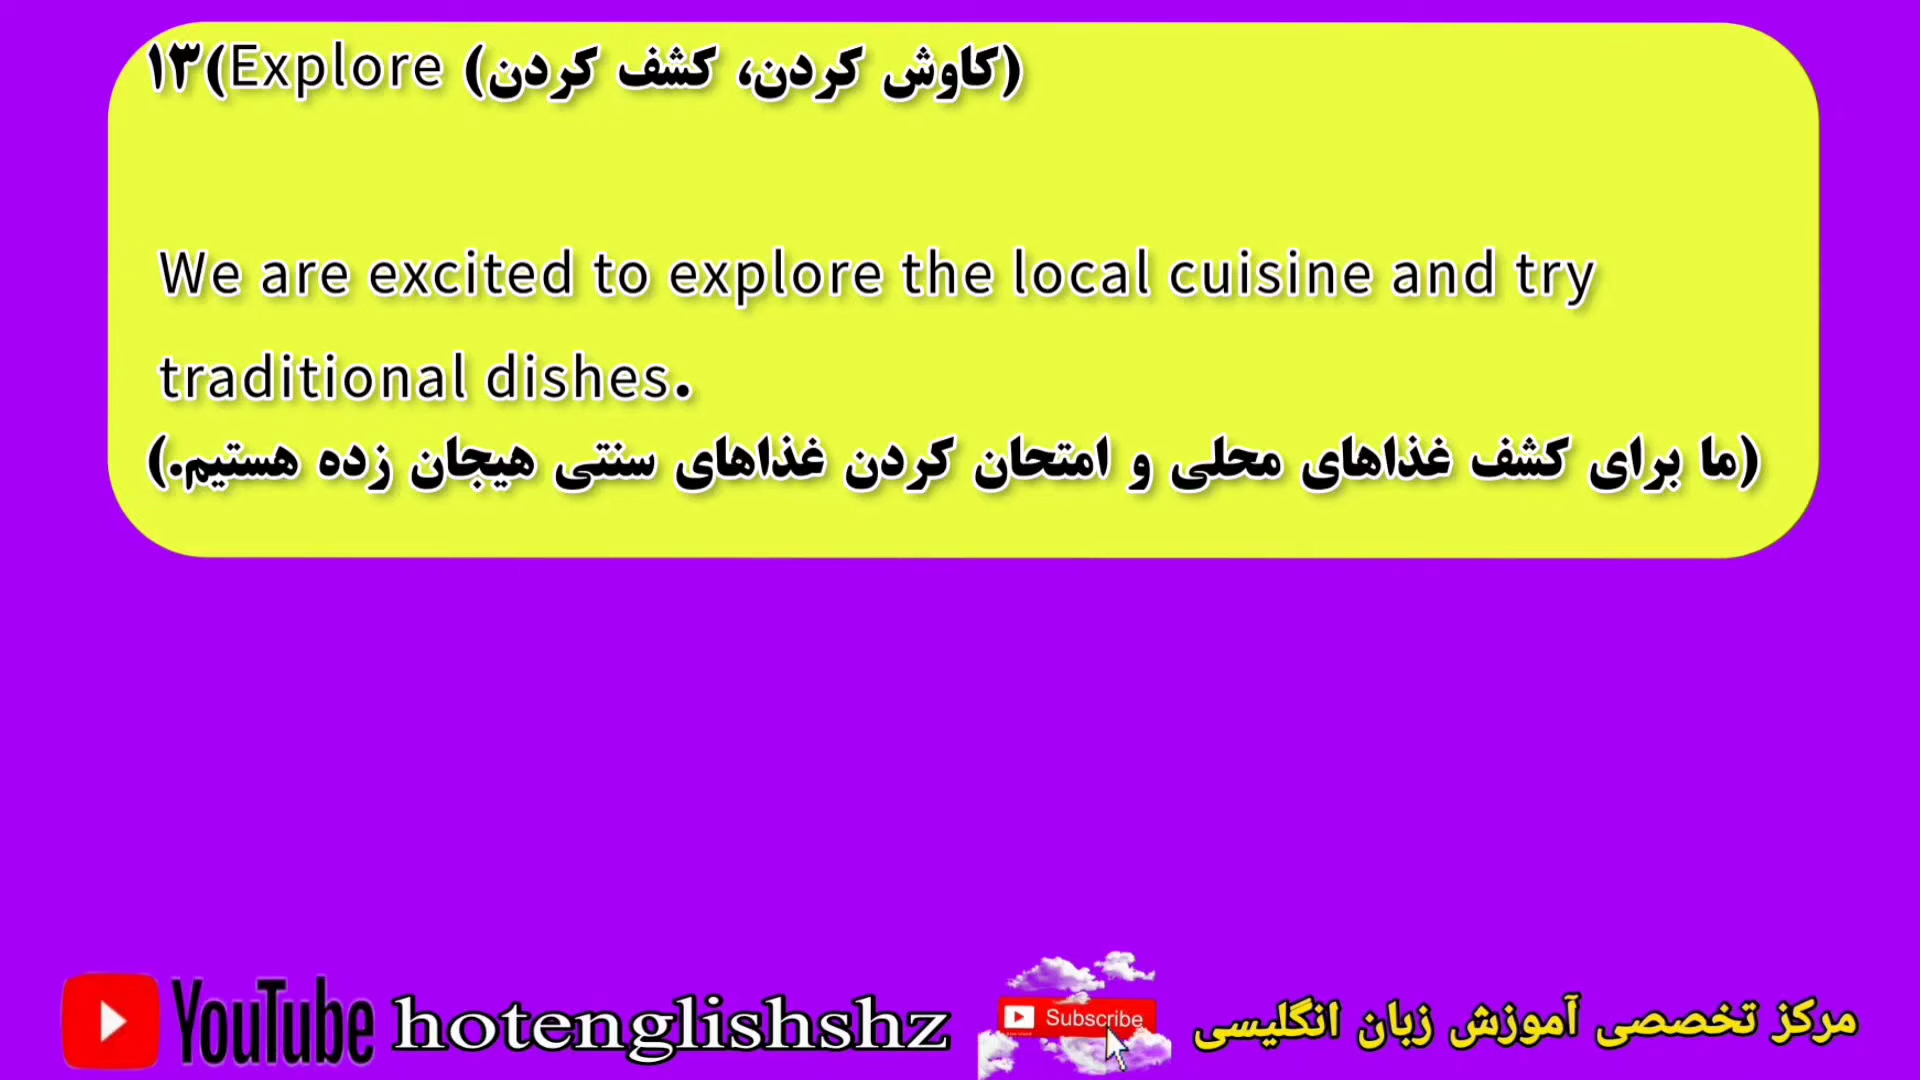 ۱۳)Explore (کاوش کردن، کشف کردن)
We are excited to explore the local cuisine and try
traditional dishes.
(ما برای کشف غذاهای محلی و امتحان کردن غذاهای سنتی هیجان زده هستیم.)
YouTube hotenglishshz Subscribe مرکز تخصصی آموزش زبان انگلیسی